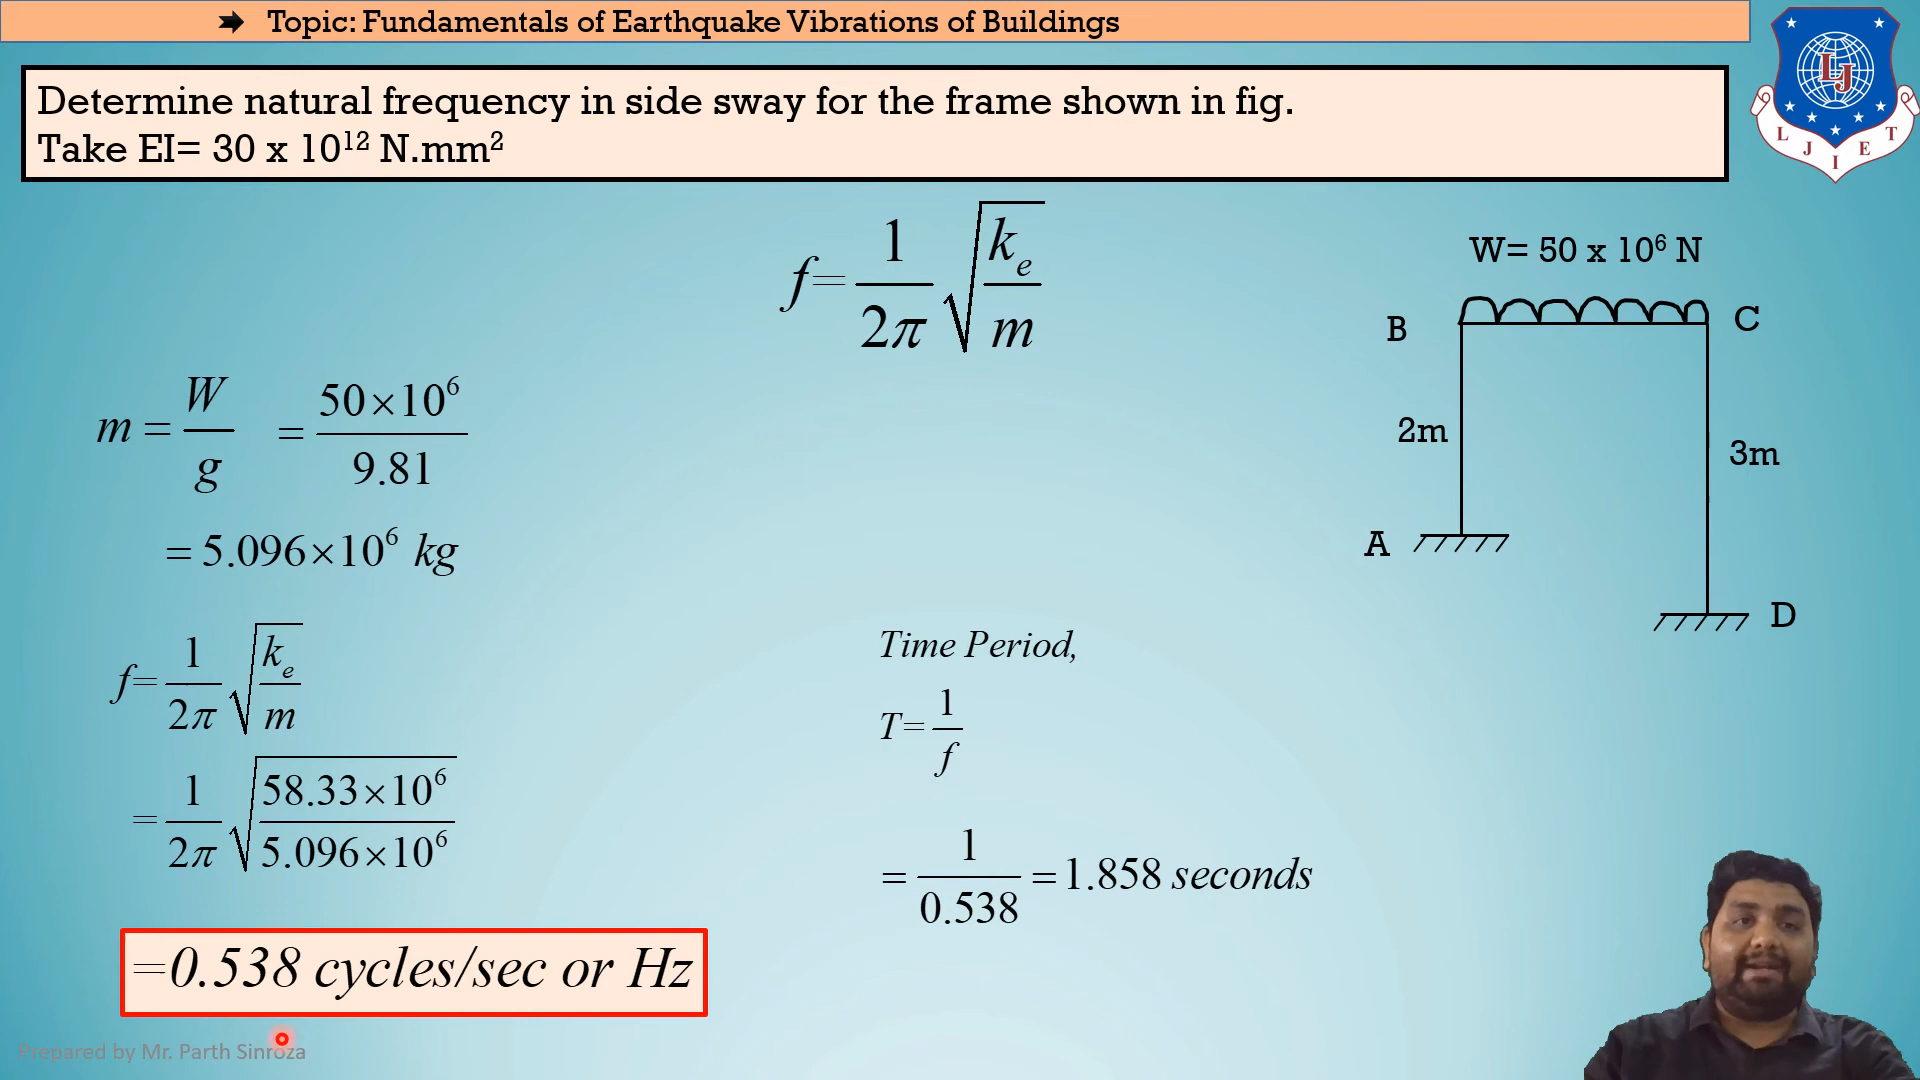 ➡ Topic: Fundamentals of Earthquake Vibrations of Buildings
Determine natural frequency in side sway for the frame shown in fig.
Take EI= 30 x 10¹² N.mm²
f = 1/2π √(kₑ/m)
m = W/g = 50×10⁶/9.81
= 5.096×10⁶ kg
f = 1/2π √(kₑ/m)
= 1/2π √(58.33×10⁶/5.096×10⁶)
=0.538 cycles/sec or Hz
Time Period,
T = 1/f
= 1/0.538 = 1.858 seconds
W= 50 x 10⁶ N
B
C
2m
3m
A
D
LJ
L J I E T
Prepared by Mr. Parth Sinroza